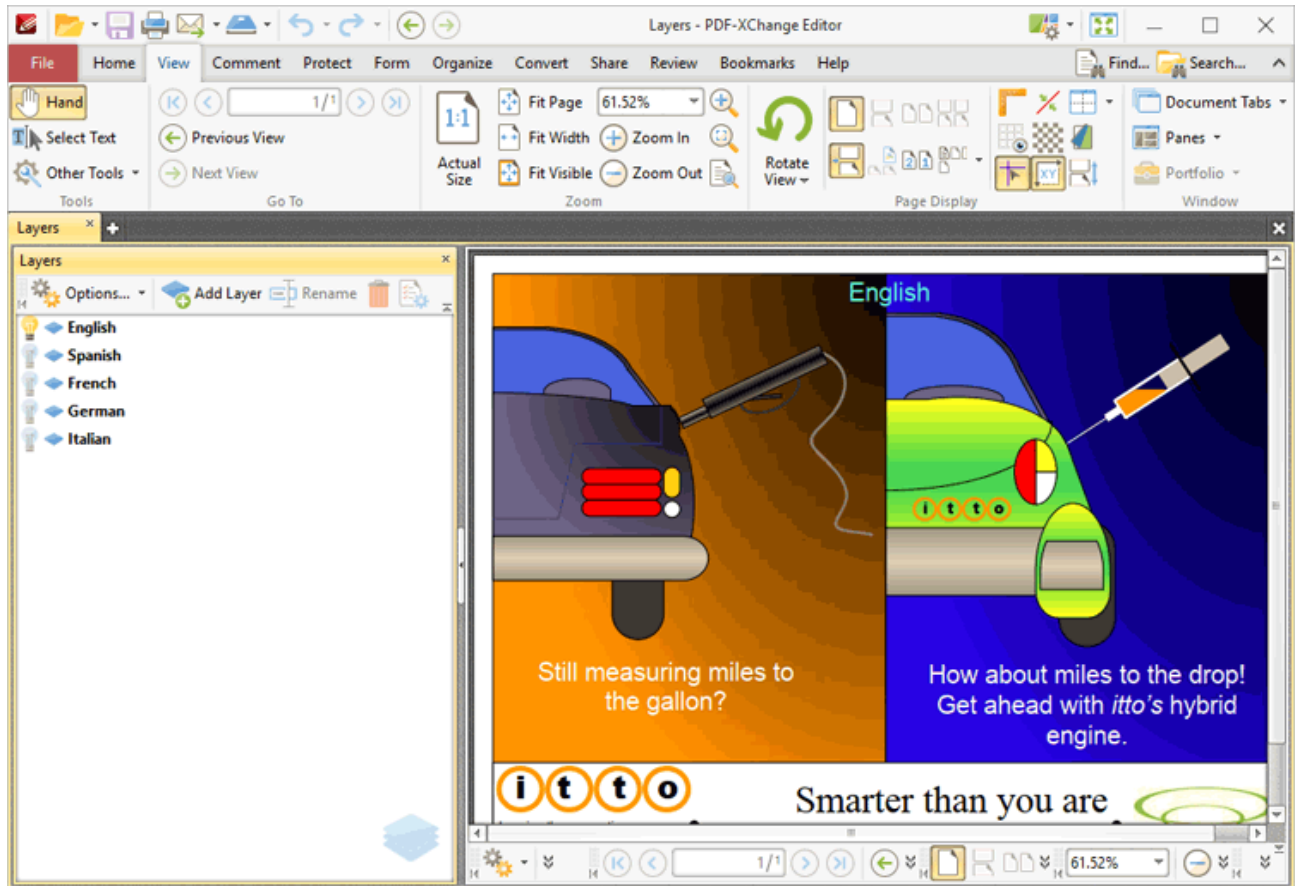 Layers - PDF-XChange Editor
File Home View Comment Protect Form Organize Convert Share Review Bookmarks Help Find... Search...
Hand
Select Text
Other Tools
Tools
1/1
Previous View
Next View
Go To
1:1
Actual Size
Fit Page 61.52%
Fit Width Zoom In
Fit Visible Zoom Out
Zoom
Rotate View
Page Display
Document Tabs
Panes
Portfolio
Window
Layers
Layers
Options... Add Layer Rename
English
Spanish
French
German
Italian
English
i t t o
Still measuring miles to
the gallon?
How about miles to the drop!
Get ahead with itto's hybrid
engine.
i t t o
Smarter than you are
1/1 61.52%